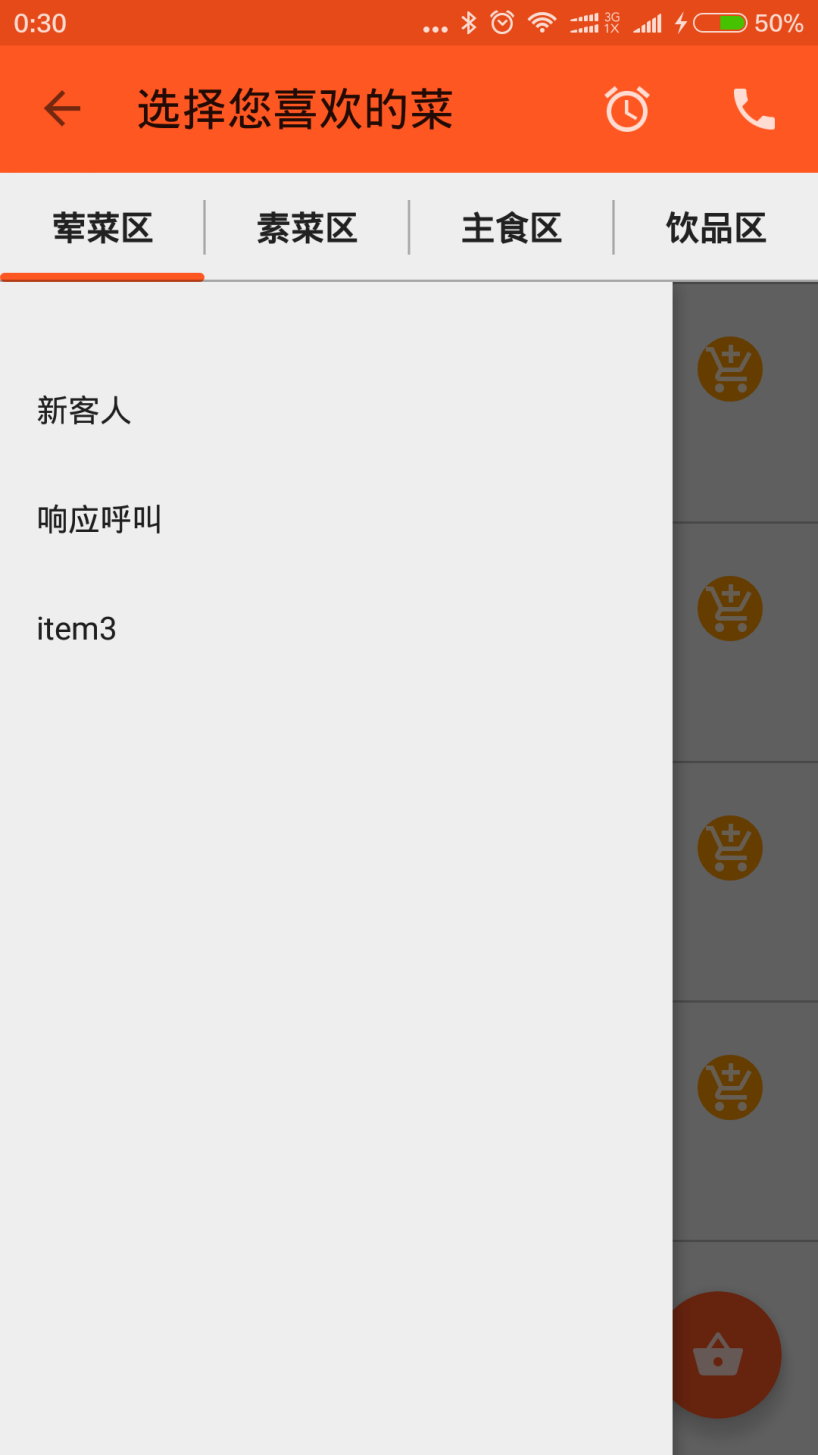 0:30
3G
1X
50%
选择您喜欢的菜
荤菜区
素菜区
主食区
饮品区
新客人
响应呼叫
item3